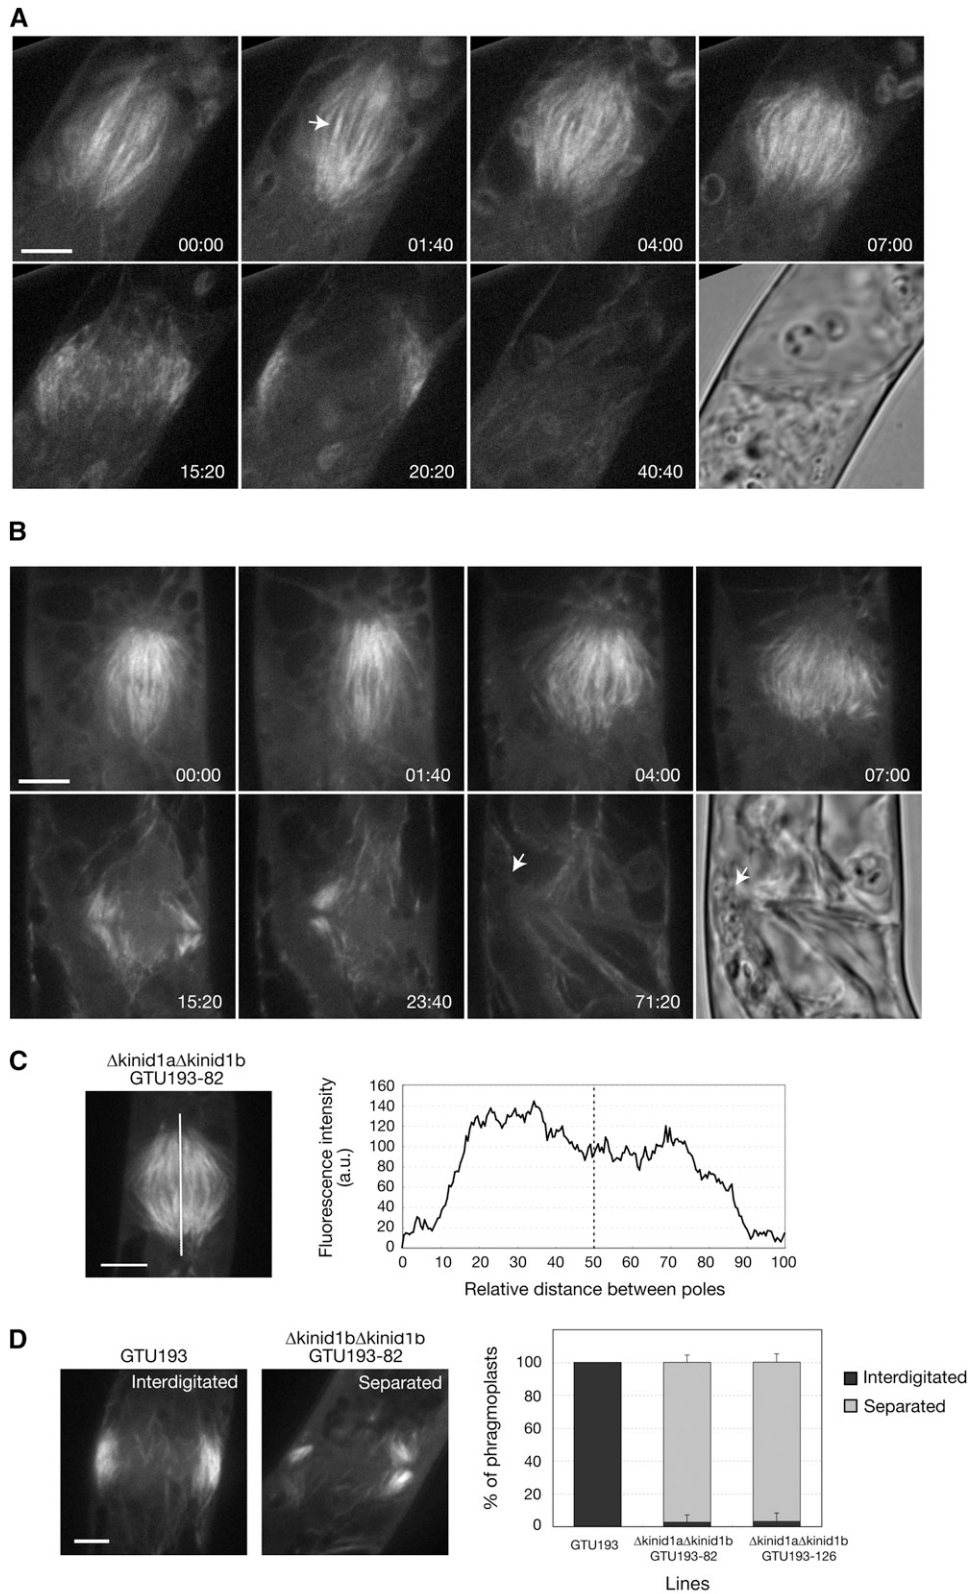 A
00:00
01:40
04:00
07:00
15:20
20:20
40:40
B
00:00
01:40
04:00
07:00
15:20
23:40
71:20
C
Δkinid1aΔkinid1b
GTU193-82
Fluorescence intensity
(a.u.)
160
140
120
100
80
60
40
20
0
0 10 20 30 40 50 60 70 80 90 100
Relative distance between poles
D
GTU193
Interdigitated
Δkinid1bΔkinid1b
GTU193-82
Separated
% of phragmoplasts
100
80
60
40
20
0
GTU193
Δkinid1aΔkinid1b
GTU193-82
Δkinid1aΔkinid1b
GTU193-126
Lines
Interdigitated
Separated